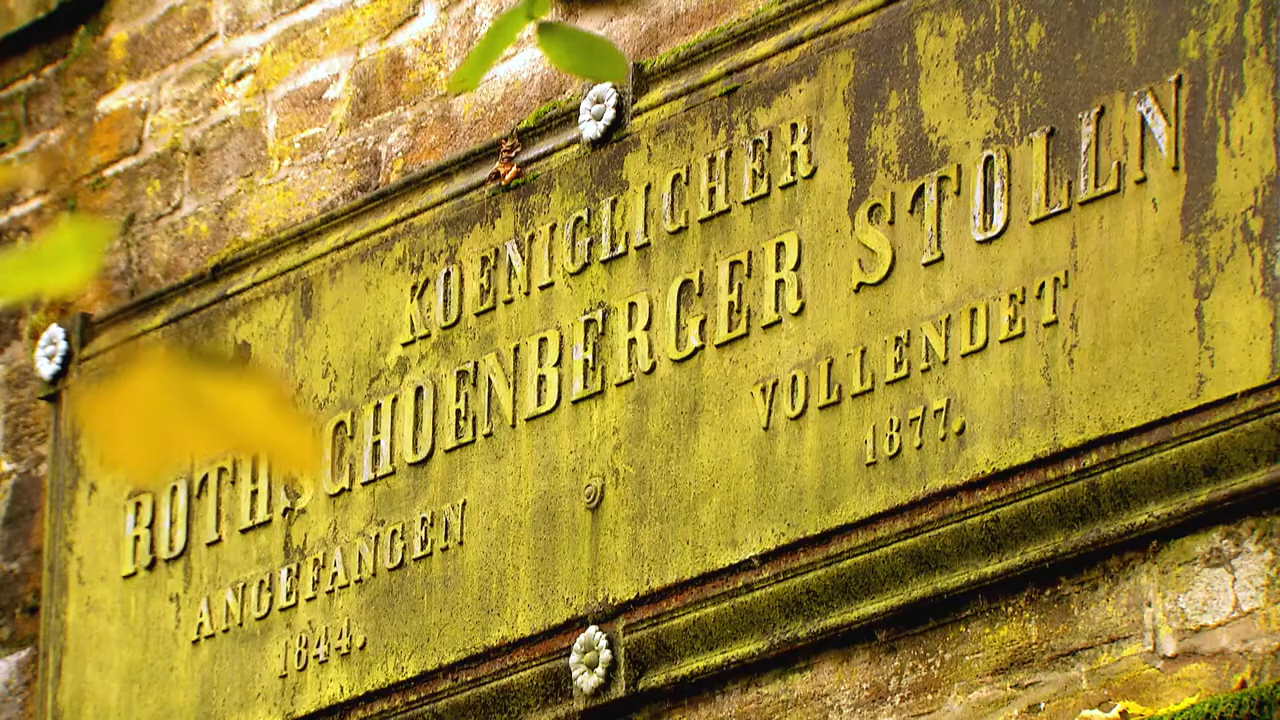 KOENIGLICHER
ROTHSCHOENBERGER STOLLN
ANGEFANGEN VOLLENDET
1844. 1877.